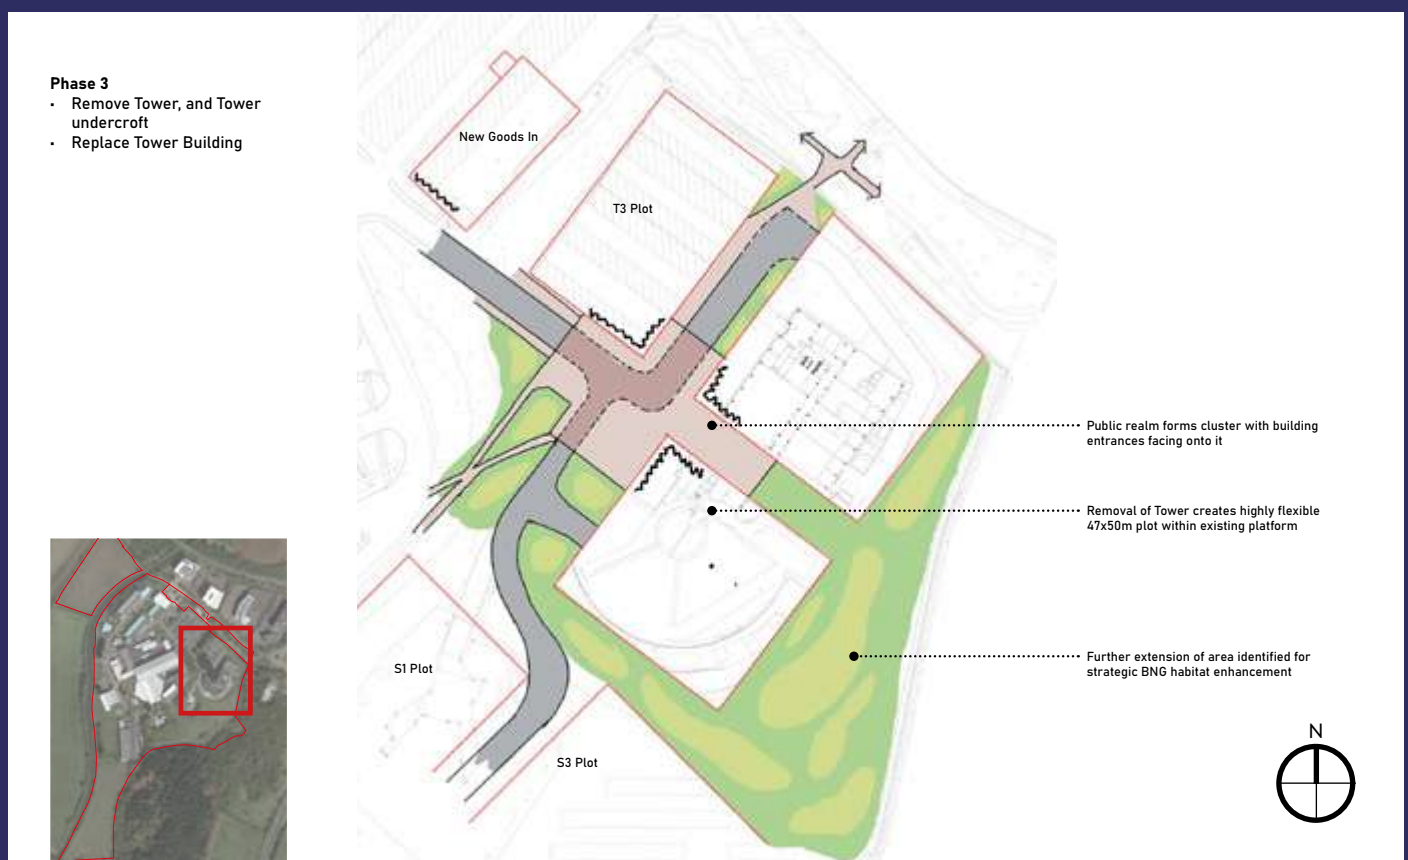 Phase 3
• Remove Tower, and Tower
undercroft
• Replace Tower Building
New Goods In
T3 Plot
Public realm forms cluster with building
entrances facing onto it
Removal of Tower creates highly flexible
47x50m plot within existing platform
Further extension of area identified for
strategic BNG habitat enhancement
S1 Plot
S3 Plot
N